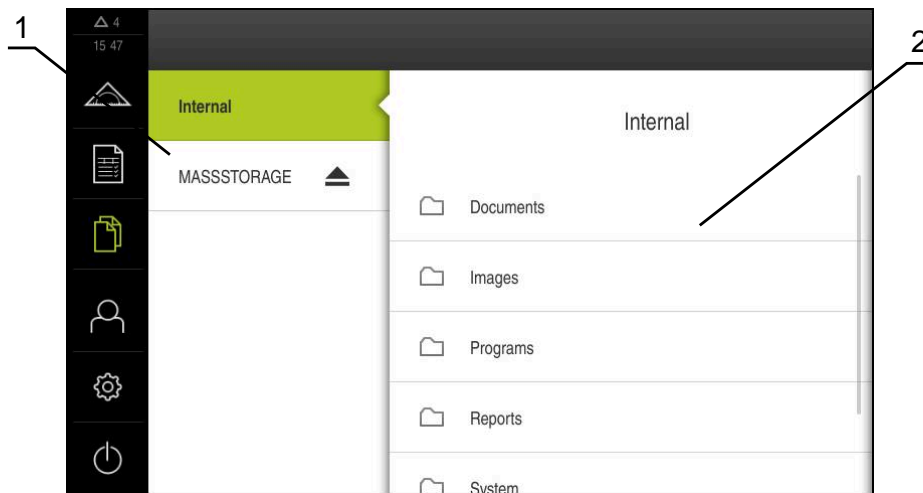 1
4
15 47
2
Internal
MASSSTORAGE
Internal
Documents
Images
Programs
Reports
System